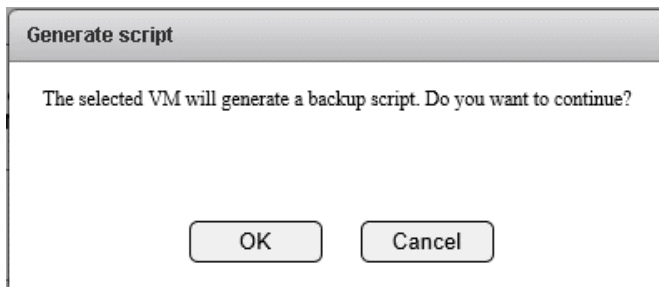 Generate script
The selected VM will generate a backup script. Do you want to continue?
OK
Cancel